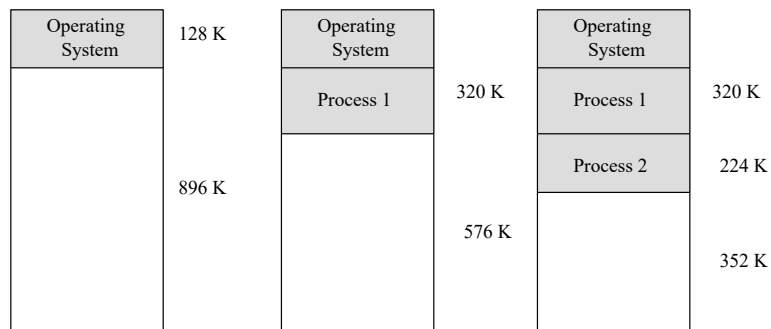 Operating
System
128 K
896 K
Operating
System
Process 1
320 K
576 K
Operating
System
Process 1
320 K
Process 2
224 K
352 K